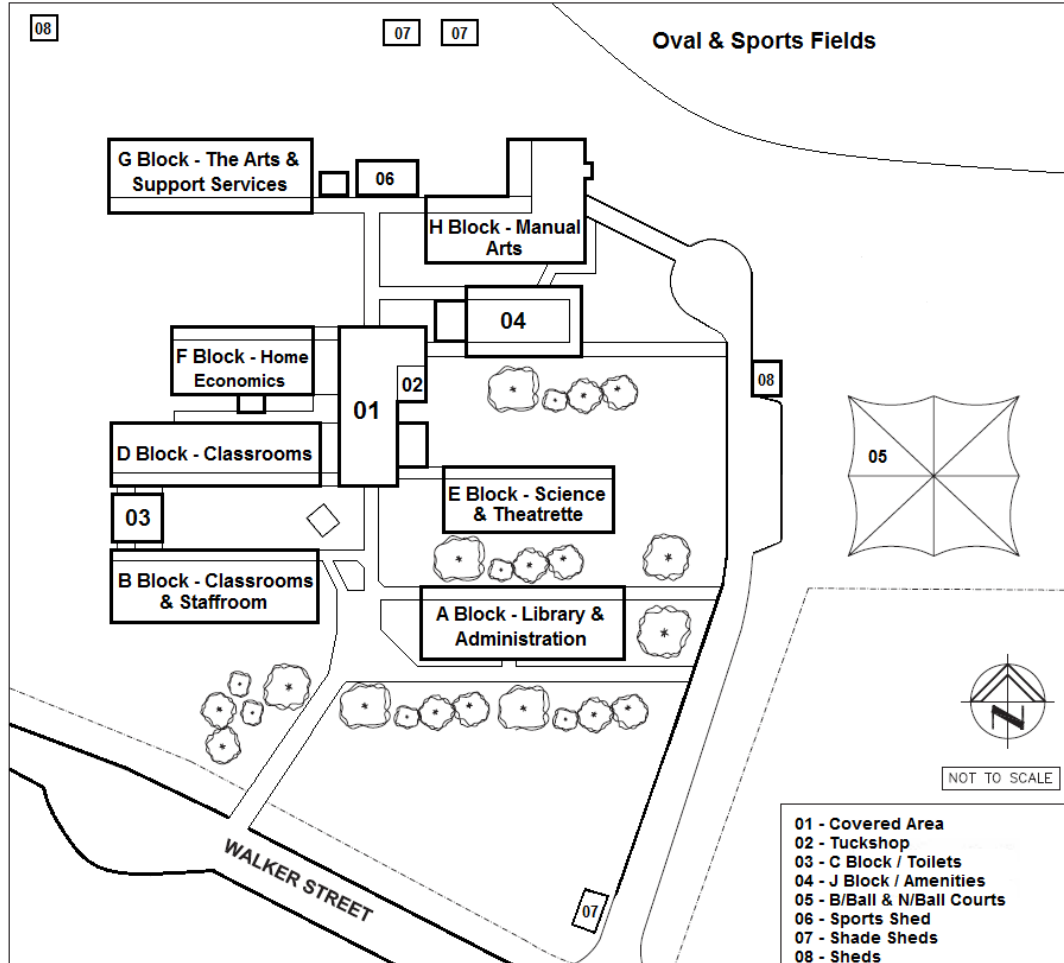 08
07
07
Oval & Sports Fields
G Block - The Arts &
Support Services
06
H Block - Manual
Arts
04
F Block - Home
Economics
02
01
08
05
D Block - Classrooms
03
E Block - Science
& Theatrette
B Block - Classrooms
& Staffroom
A Block - Library &
Administration
N
NOT TO SCALE
WALKER STREET
07
01 - Covered Area
02 - Tuckshop
03 - C Block / Toilets
04 - J Block / Amenities
05 - B/Ball & N/Ball Courts
06 - Sports Shed
07 - Shade Sheds
08 - Sheds